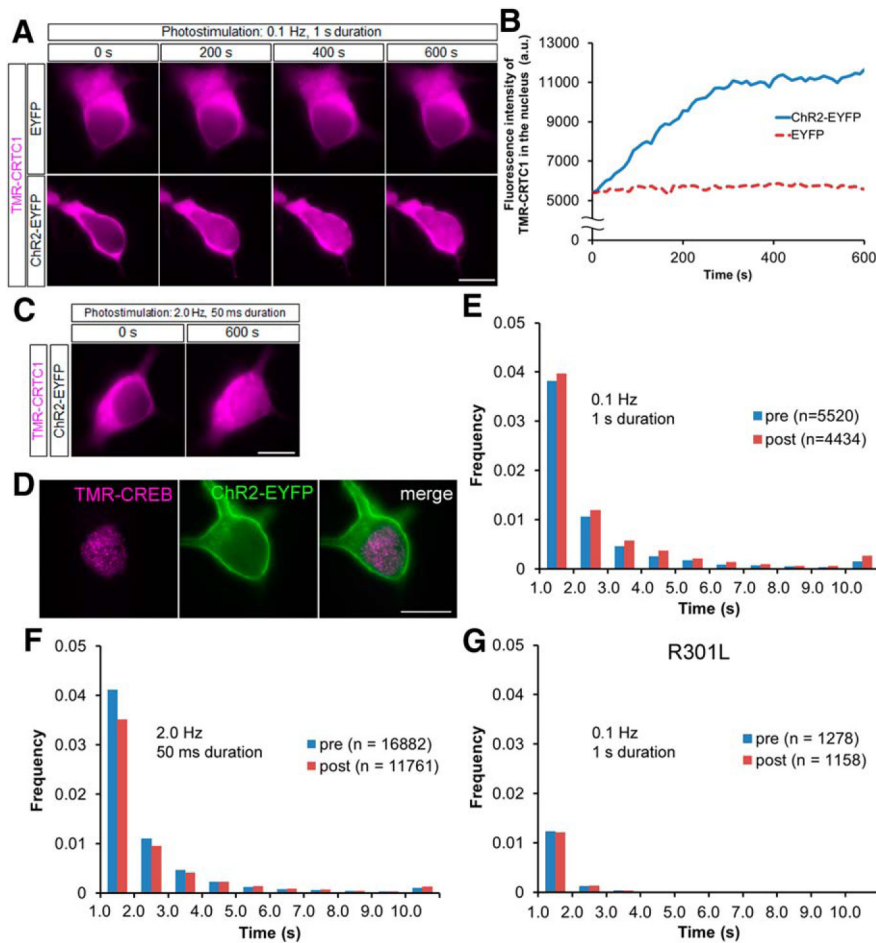 A
Photostimulation: 0.1 Hz, 1 s duration
0 s
200 s
400 s
600 s
TMR-CRTC1
EYFP
ChR2-EYFP
B
Fluorescence intensity of
TMR-CRTC1 in the nucleus (a.u.)
13000
11000
9000
7000
5000
0
ChR2-EYFP
EYFP
0
200
400
600
Time (s)
C
Photostimulation: 2.0 Hz, 50 ms duration
0 s
600 s
TMR-CRTC1
ChR2-EYFP
D
TMR-CREB
ChR2-EYFP
merge
E
0.05
0.04
0.03
0.02
0.01
0
Frequency
0.1 Hz
1 s duration
pre (n=5520)
post (n=4434)
1.0 2.0 3.0 4.0 5.0 6.0 7.0 8.0 9.0 10.0
Time (s)
F
0.05
0.04
0.03
0.02
0.01
0
Frequency
2.0 Hz
50 ms duration
pre (n = 16882)
post (n = 11761)
1.0 2.0 3.0 4.0 5.0 6.0 7.0 8.0 9.0 10.0
Time (s)
G
R301L
0.05
0.04
0.03
0.02
0.01
0
Frequency
0.1 Hz
1 s duration
pre (n = 1278)
post (n = 1158)
1.0 2.0 3.0 4.0 5.0 6.0 7.0 8.0 9.0 10.0
Time (s)